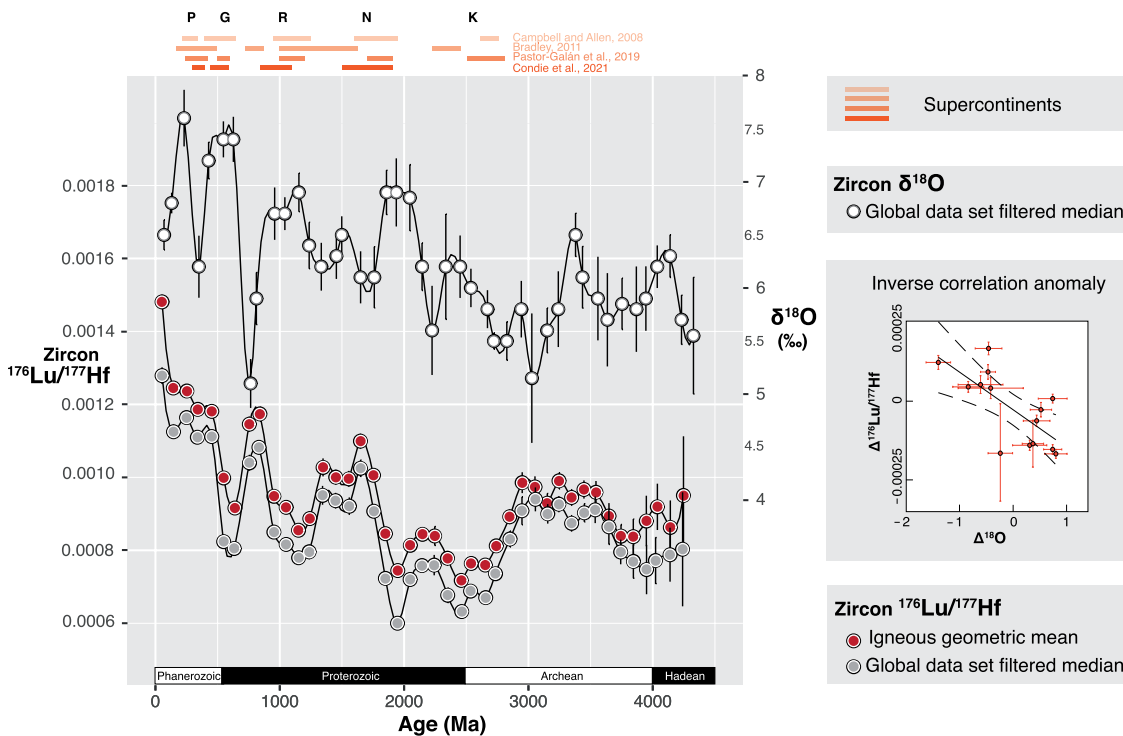 P G R N K
Campbell and Allen, 2008
Bradley, 2011
Pastor-Galán et al., 2019
Condie et al., 2021
8
7.5
7
6.5
6
5.5
5
4.5
4
δ¹⁸O
(‰)
0.0018
0.0016
0.0014
0.0012
0.0010
0.0008
0.0006
Zircon
¹⁷⁶Lu/¹⁷⁷Hf
Phanerozoic Proterozoic Archean Hadean
0 1000 2000 3000 4000
Age (Ma)
Supercontinents
Zircon δ¹⁸O
Global data set filtered median
Inverse correlation anomaly
0.00025
0
−0.00025
Δ¹⁷⁶Lu/¹⁷⁷Hf
−2 −1 0 1
Δ¹⁸O
Zircon ¹⁷⁶Lu/¹⁷⁷Hf
Igneous geometric mean
Global data set filtered median